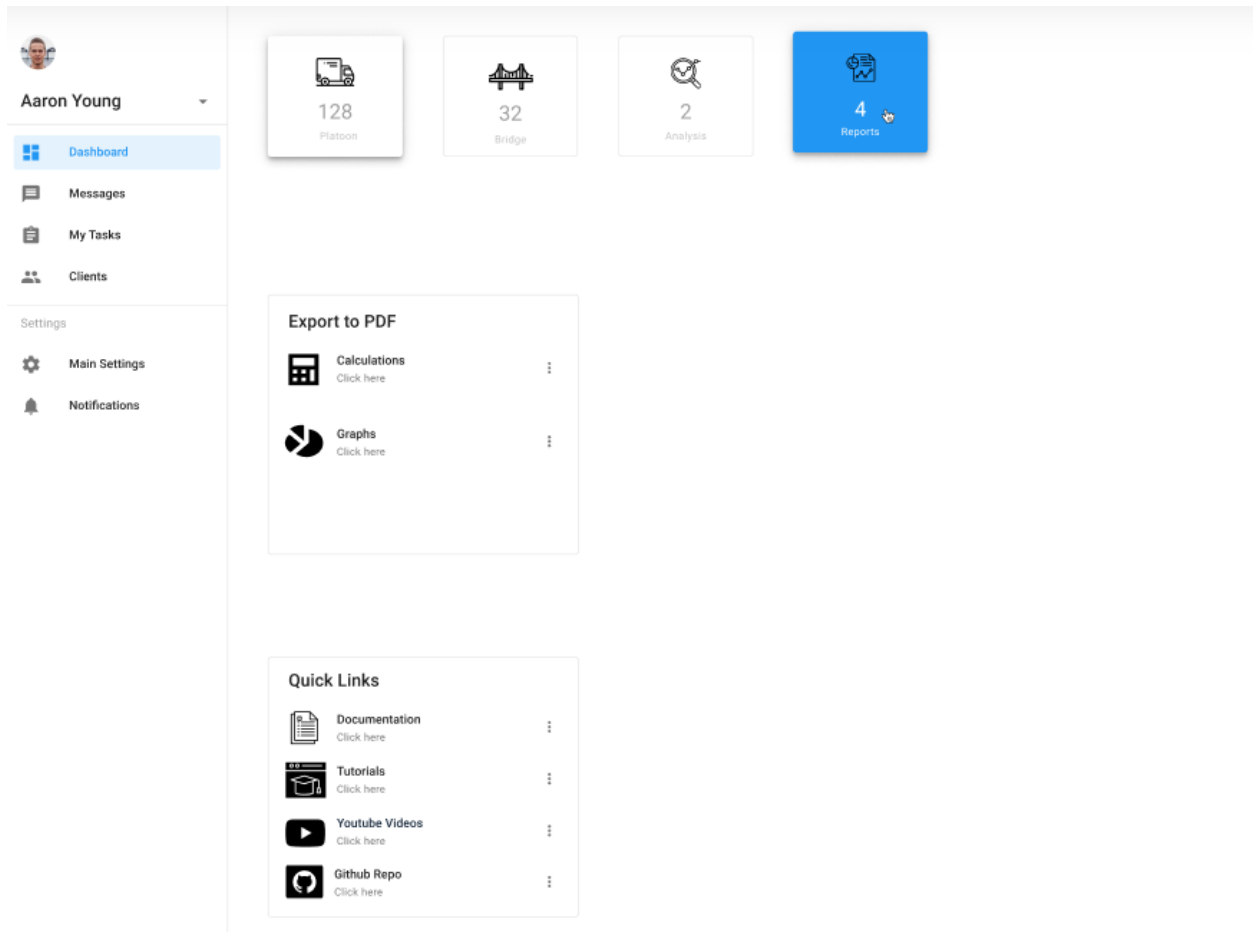 Aaron Young
Dashboard
Messages
My Tasks
Clients
Settings
Main Settings
Notifications
128
Platoon
32
Bridge
2
Analysis
4
Reports
Export to PDF
Calculations
Click here
Graphs
Click here
Quick Links
Documentation
Click here
Tutorials
Click here
Youtube Videos
Click here
Github Repo
Click here